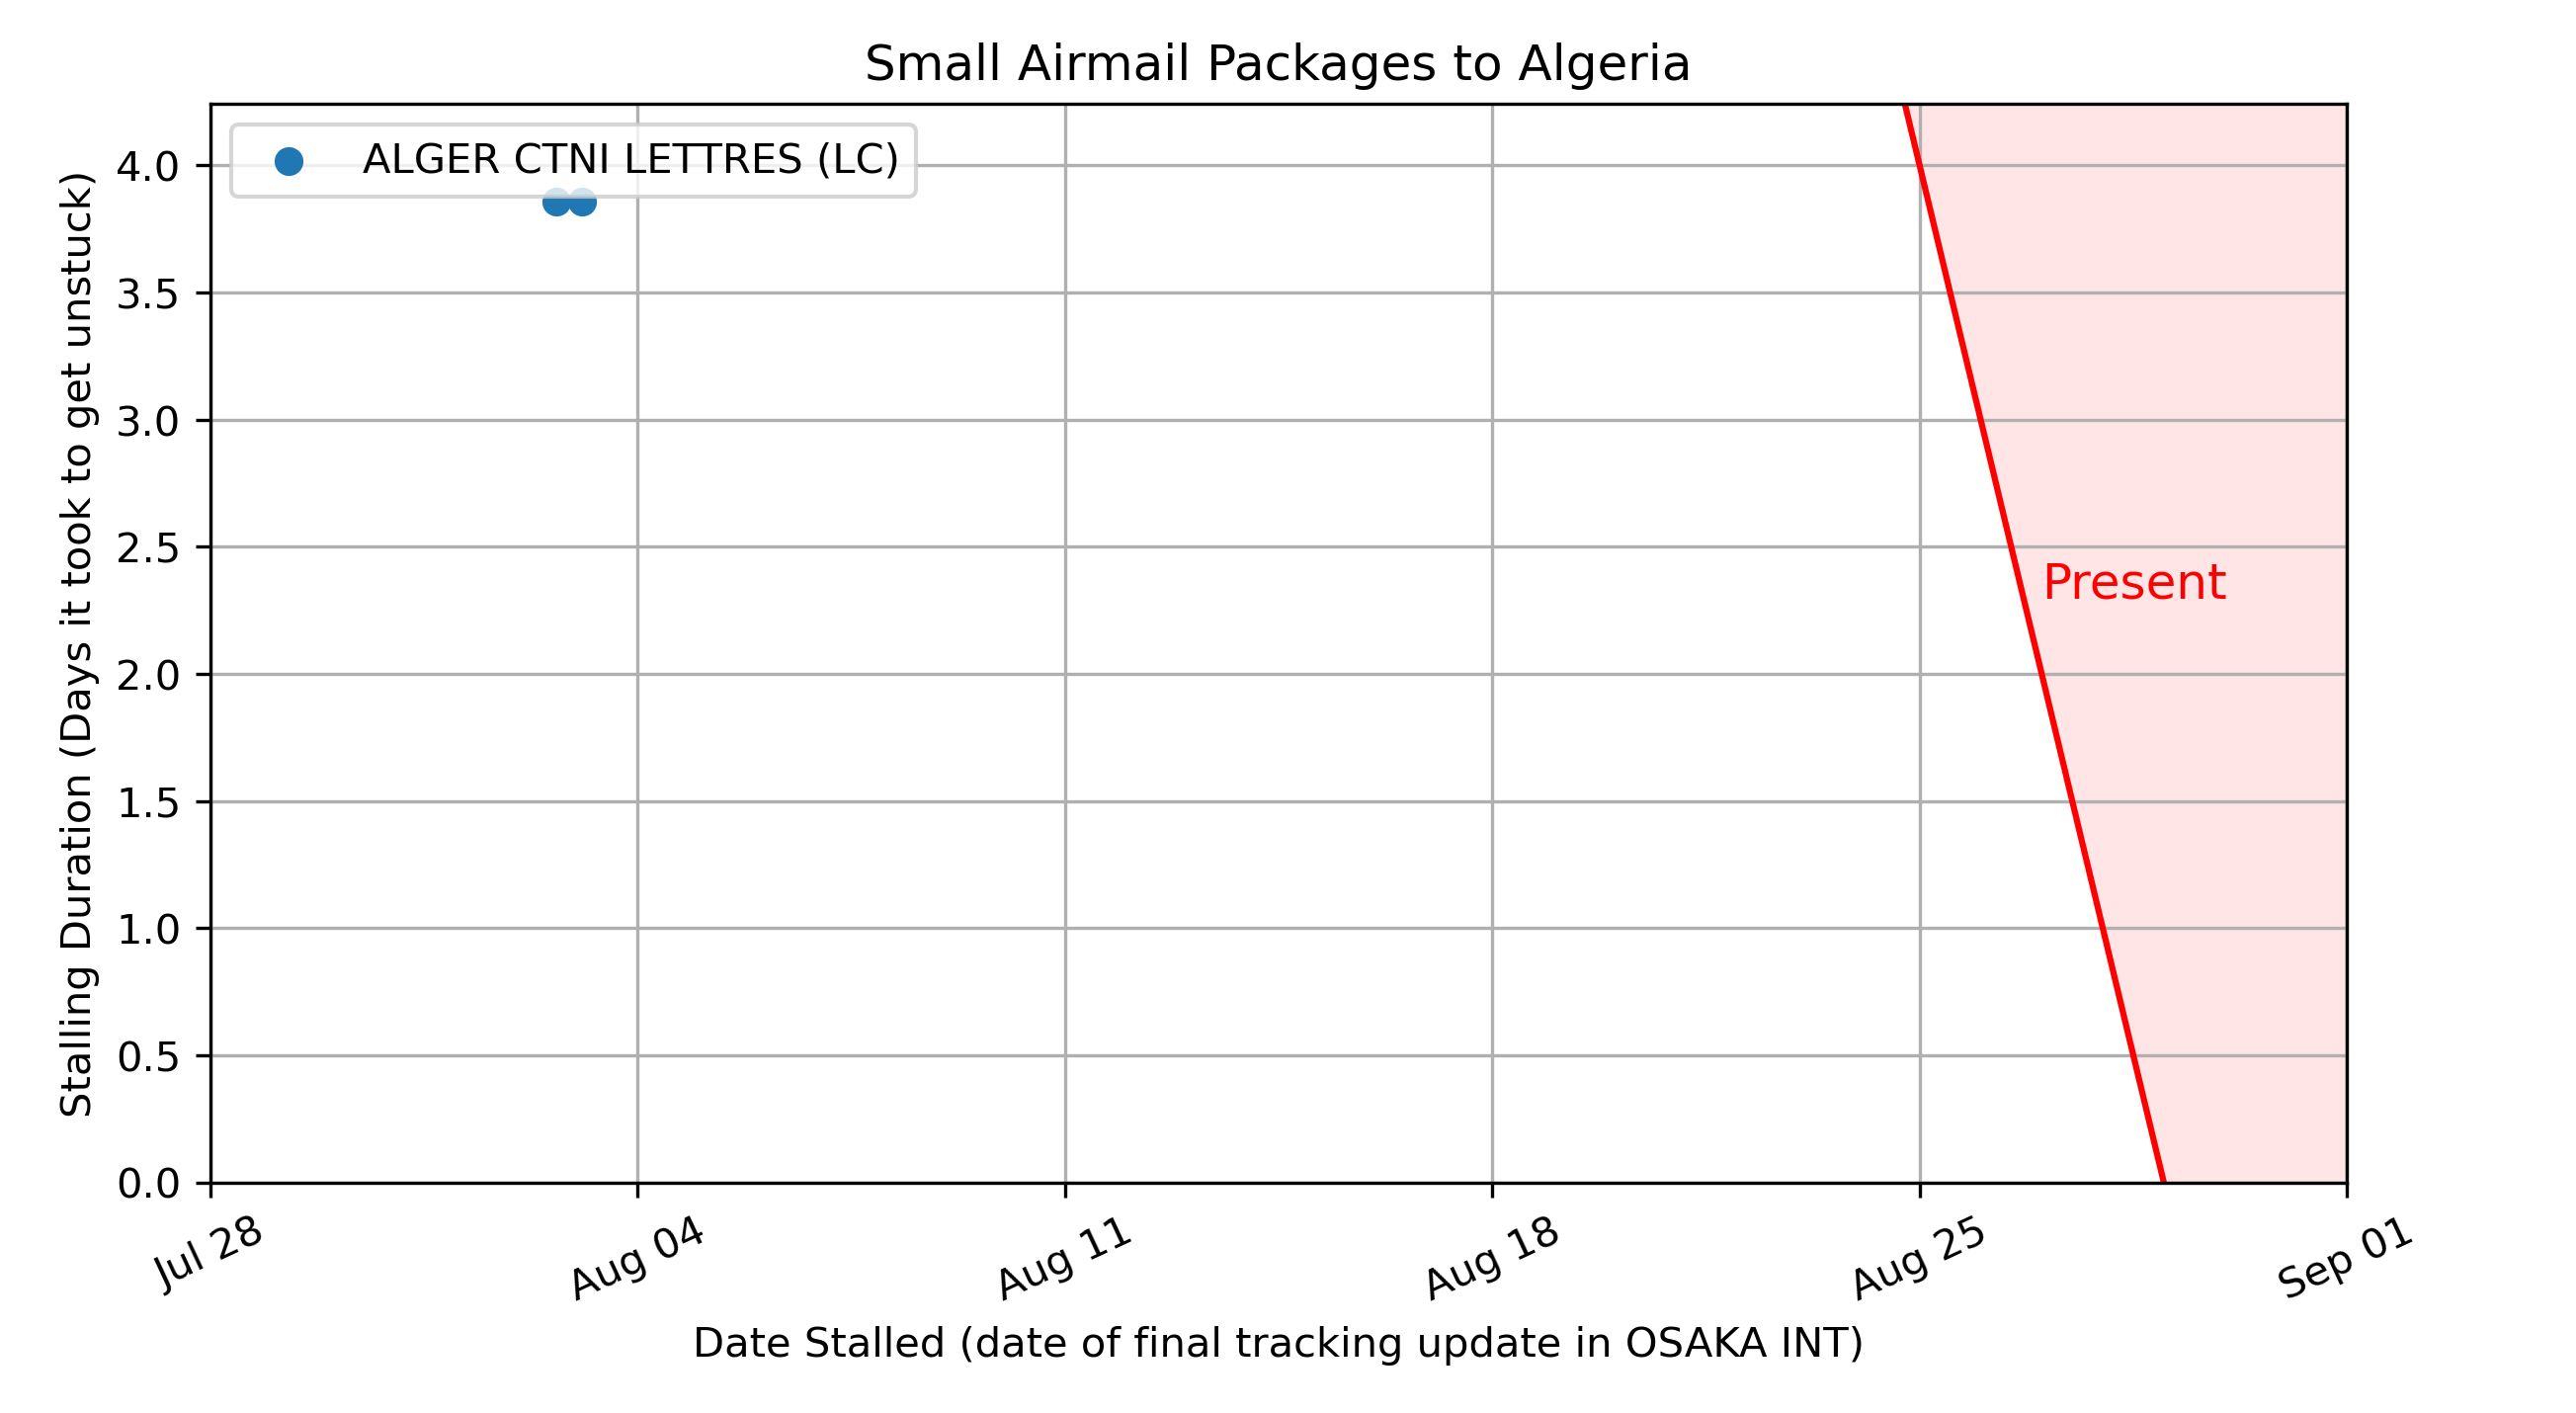 Small Airmail Packages to Algeria
ALGER CTNI LETTRES (LC)
Stalling Duration (Days it took to get unstuck)
4.0
3.5
3.0
2.5
2.0
1.5
1.0
0.5
0.0
Present
Jul 28
Aug 04
Aug 11
Aug 18
Aug 25
Sep 01
Date Stalled (date of final tracking update in OSAKA INT)